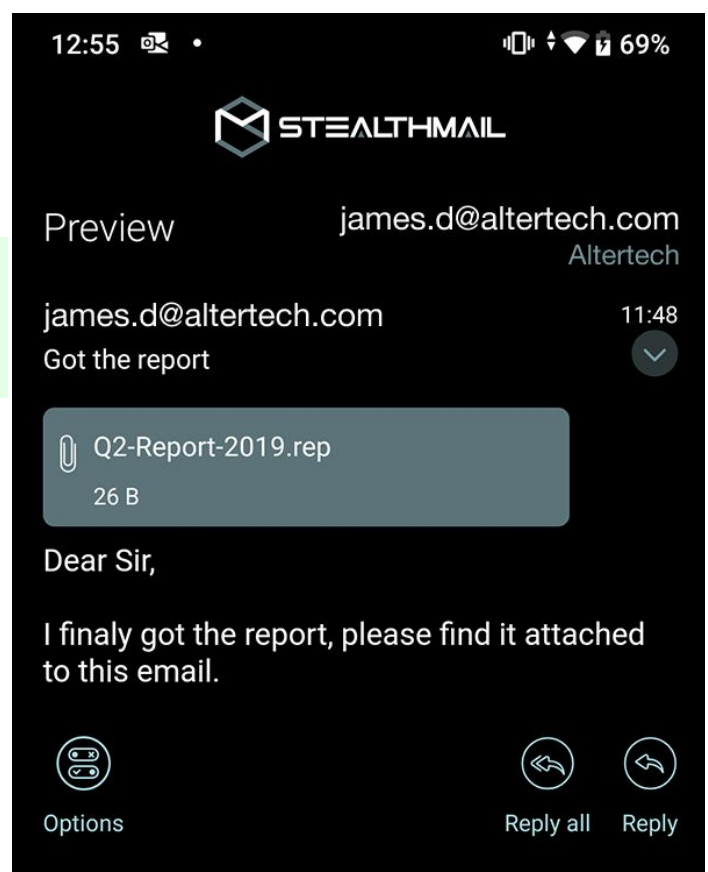 12:55 69%
STEALTHMAIL
Preview james.d@altertech.com
Altertech
james.d@altertech.com 11:48
Got the report
Q2-Report-2019.rep
26 B
Dear Sir,
I finaly got the report, please find it attached
to this email.
Options Reply all Reply